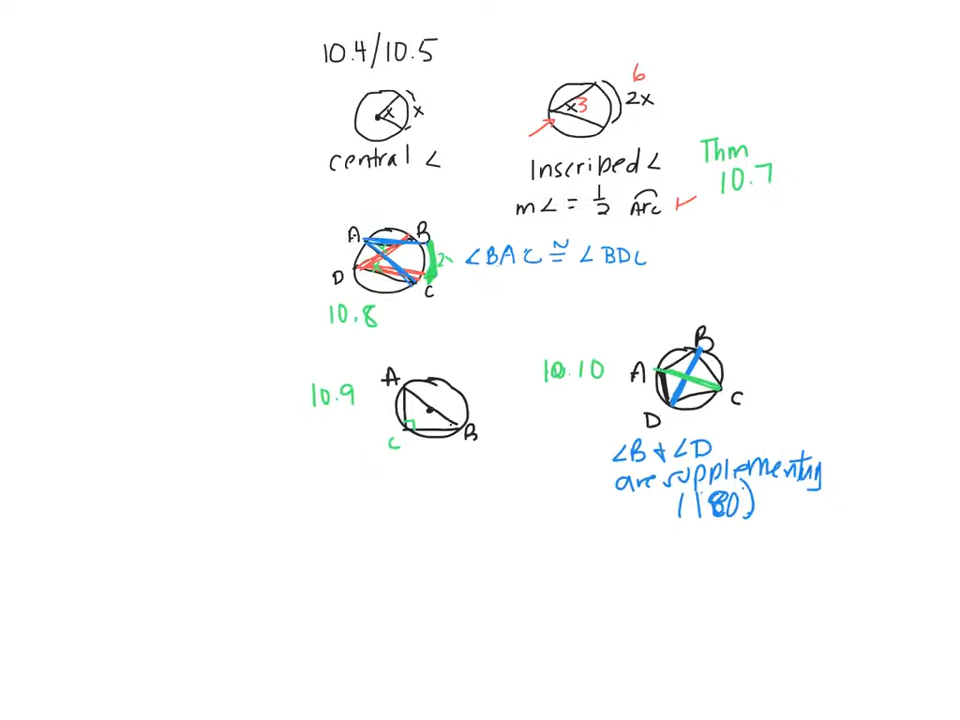 10.4/10.5
x
x
central ∠
x
3
6
2x
Inscribed ∠
m∠ = 1/2 Arc
Thm
10.7
A
B
D
C
∠BAC ≅ ∠BDC
10.8
10.9
A
C
B
10.10
A
B
C
D
∠B + ∠D
are supplementary
(180)